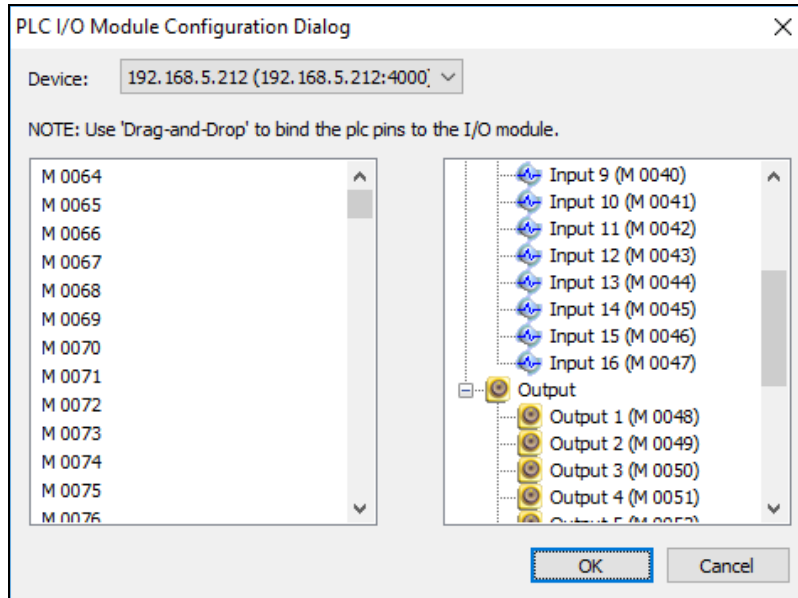 PLC I/O Module Configuration Dialog
Device: 192.168.5.212 (192.168.5.212:4000)
NOTE: Use 'Drag-and-Drop' to bind the plc pins to the I/O module.
M 0064
M 0065
M 0066
M 0067
M 0068
M 0069
M 0070
M 0071
M 0072
M 0073
M 0074
M 0075
M 0076
Input 9 (M 0040)
Input 10 (M 0041)
Input 11 (M 0042)
Input 12 (M 0043)
Input 13 (M 0044)
Input 14 (M 0045)
Input 15 (M 0046)
Input 16 (M 0047)
Output
Output 1 (M 0048)
Output 2 (M 0049)
Output 3 (M 0050)
Output 4 (M 0051)
Output 5 (M 0052)
OK Cancel